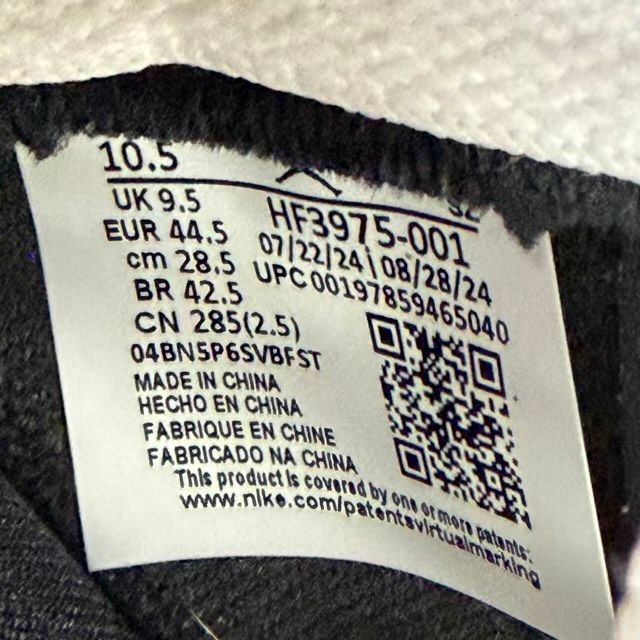 10.5
UK 9.5
EUR 44.5
cm 28.5
BR 42.5
CN 285(2.5)
04BN5P6SVBFST
HF3975-001
07/22/24\08/28/24
UPC 00197859465040
MADE IN CHINA
HECHO EN CHINA
FABRIQUE EN CHINE
FABRICADO NA CHINA
This product is covered by one or more patents:
www.nike.com/patentsvirtualmarking